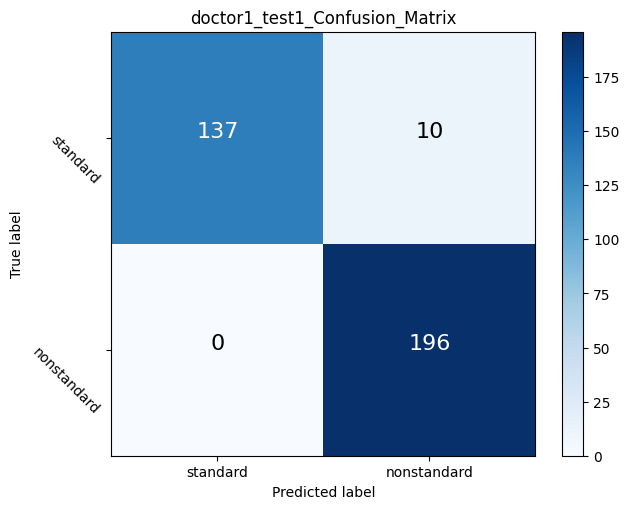 doctor1_test1_Confusion_Matrix
True label
standard
137
10
nonstandard
0
196
standard
nonstandard
Predicted label
175
150
125
100
75
50
25
0